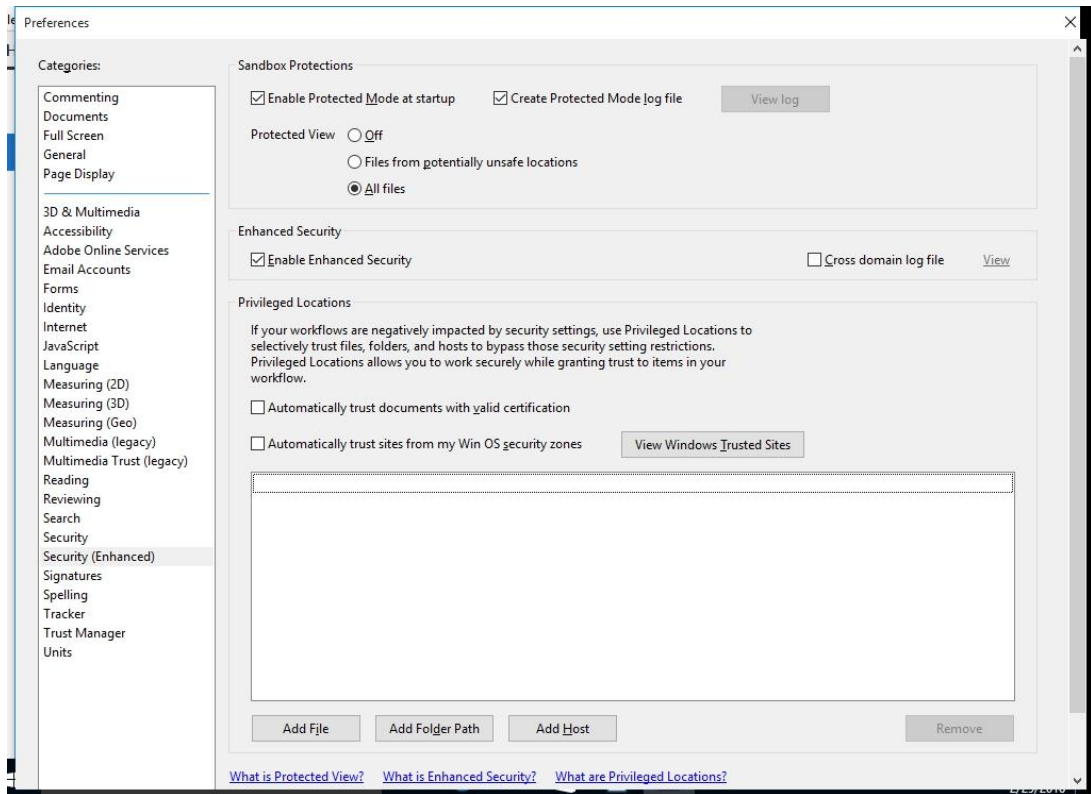 Preferences
Categories:
Commenting
Documents
Full Screen
General
Page Display
3D & Multimedia
Accessibility
Adobe Online Services
Email Accounts
Forms
Identity
Internet
JavaScript
Language
Measuring (2D)
Measuring (3D)
Measuring (Geo)
Multimedia (legacy)
Multimedia Trust (legacy)
Reading
Reviewing
Search
Security
Security (Enhanced)
Signatures
Spelling
Tracker
Trust Manager
Units
Sandbox Protections
Enable Protected Mode at startup
Create Protected Mode log file
View log
Protected View
Off
Files from potentially unsafe locations
All files
Enhanced Security
Enable Enhanced Security
Cross domain log file
View
Privileged Locations
If your workflows are negatively impacted by security settings, use Privileged Locations to
selectively trust files, folders, and hosts to bypass those security setting restrictions.
Privileged Locations allows you to work securely while granting trust to items in your
workflow.
Automatically trust documents with valid certification
Automatically trust sites from my Win OS security zones
View Windows Trusted Sites
Add File
Add Folder Path
Add Host
Remove
What is Protected View?
What is Enhanced Security?
What are Privileged Locations?